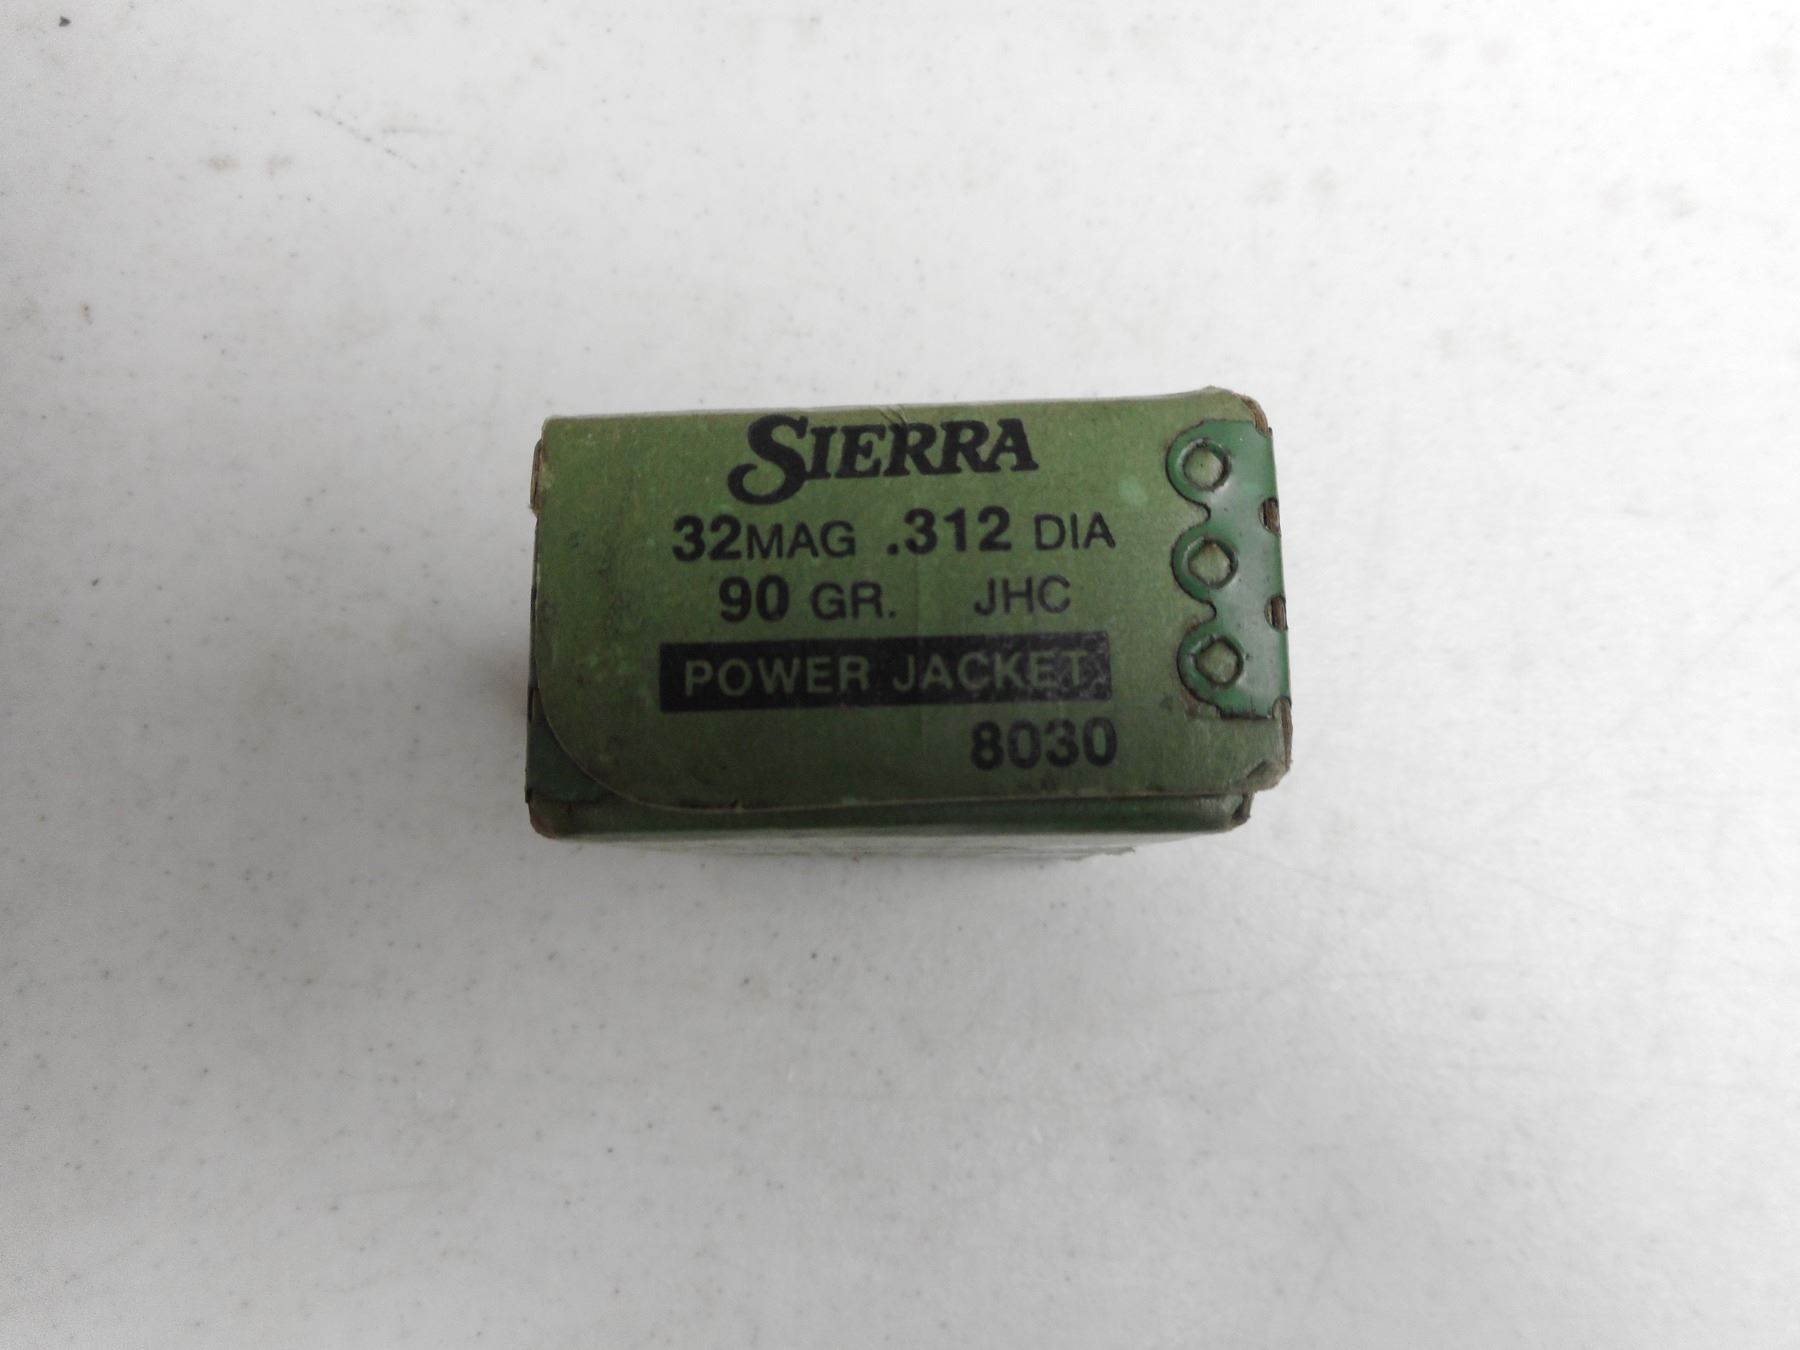 SIERRA
32MAG .312 DIA
90 GR. JHC
POWER JACKET
8030